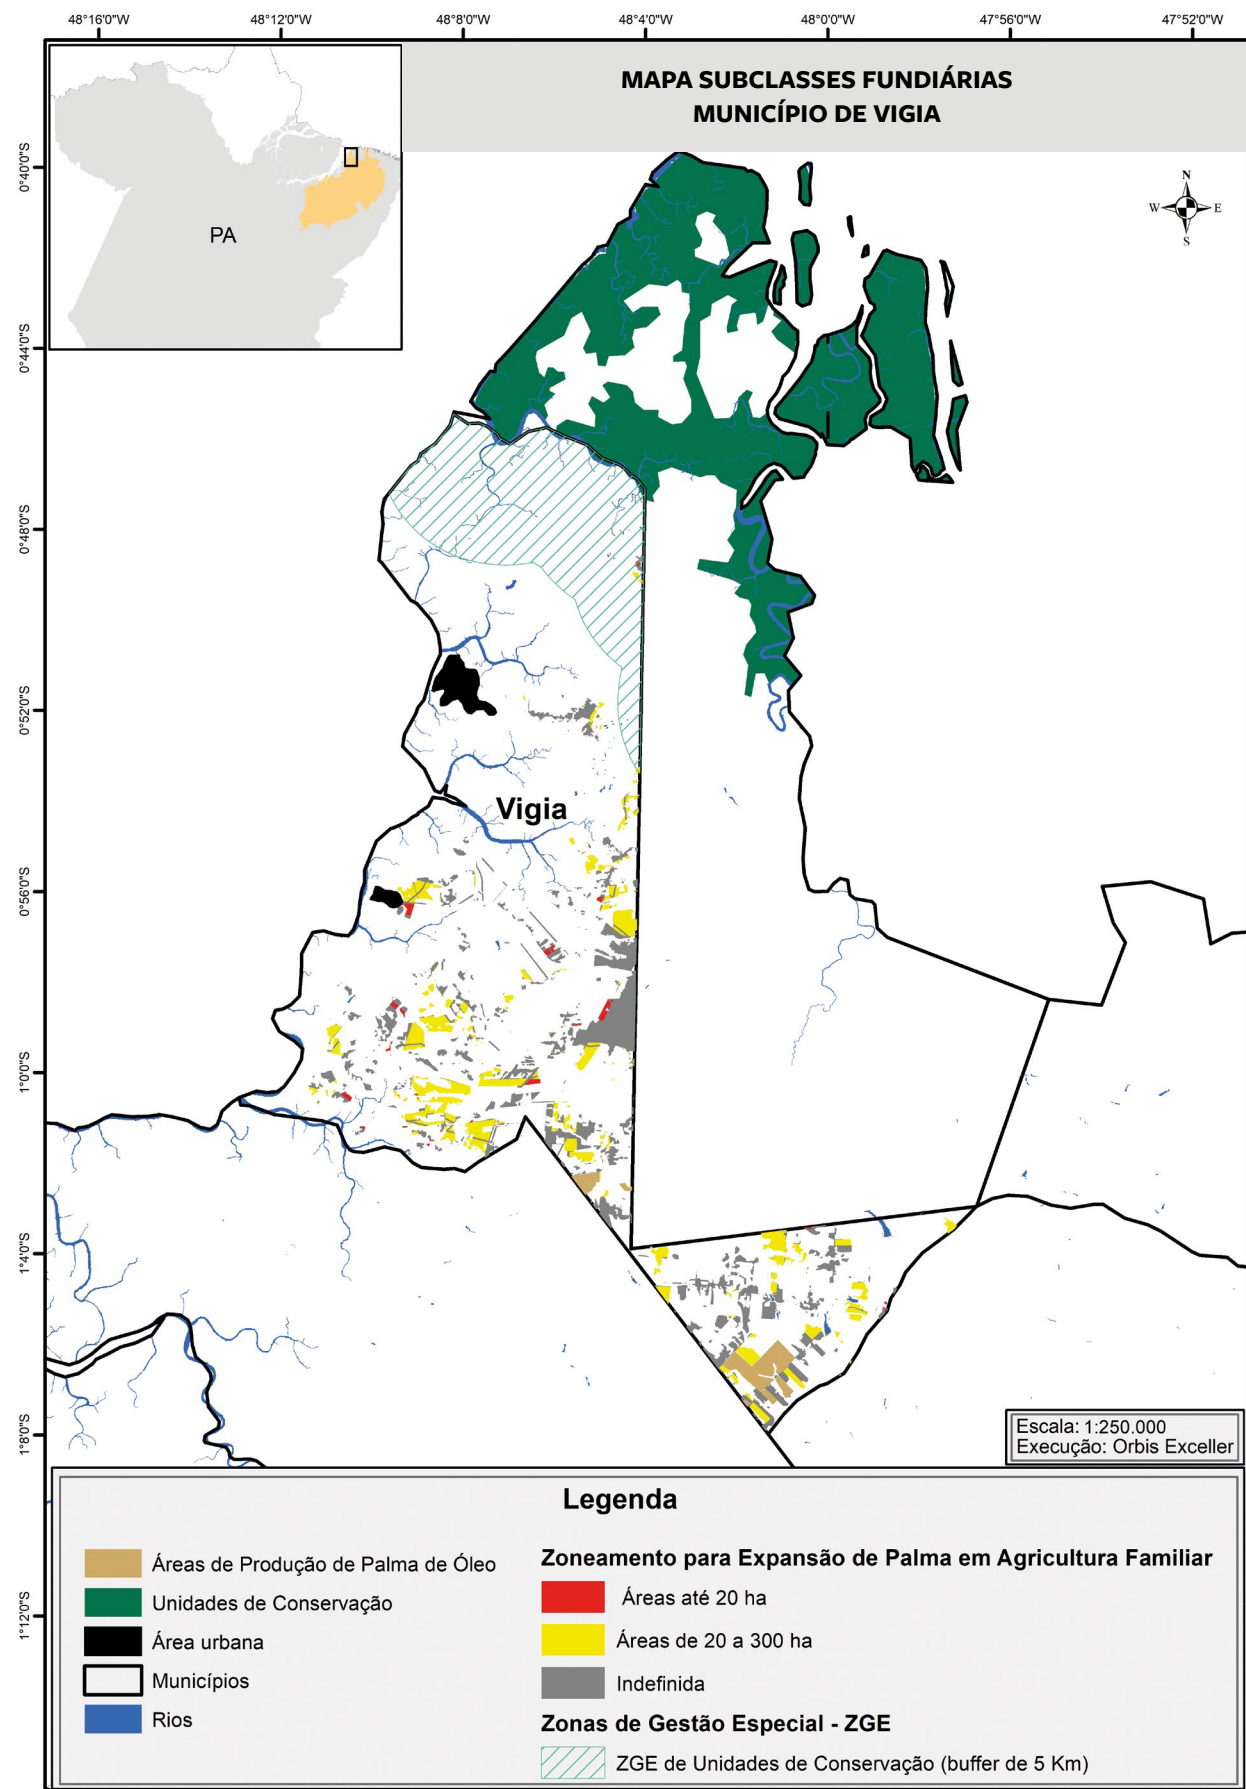 48°16'0"W 48°12'0"W 48°8'0"W 48°4'0"W 48°0'0"W 47°56'0"W 47°52'0"W
MAPA SUBCLASSES FUNDIÁRIAS
MUNICÍPIO DE VIGIA
0°40'0"S
N
W E
S
PA
0°44'0"S
0°48'0"S
0°52'0"S
Vigia
0°56'0"S
1°0'0"S
1°4'0"S
1°8'0"S
Escala: 1:250.000
Execução: Orbis Exceller
1°12'0"S
Legenda
Áreas de Produção de Palma de Óleo
Unidades de Conservação
Área urbana
Municípios
Rios
Zoneamento para Expansão de Palma em Agricultura Familiar
Áreas até 20 ha
Áreas de 20 a 300 ha
Indefinida
Zonas de Gestão Especial - ZGE
ZGE de Unidades de Conservação (buffer de 5 Km)